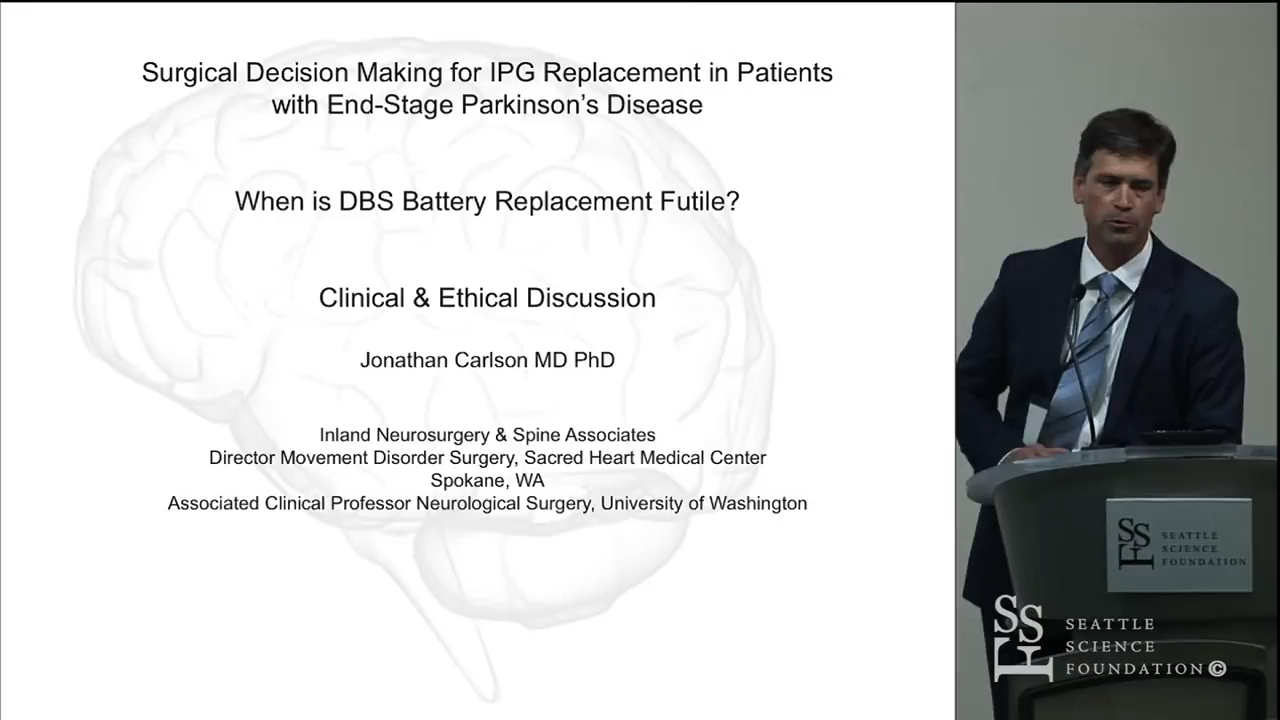 Surgical Decision Making for IPG Replacement in Patients
with End-Stage Parkinson's Disease
When is DBS Battery Replacement Futile?
Clinical & Ethical Discussion
Jonathan Carlson MD PhD
Inland Neurosurgery & Spine Associates
Director Movement Disorder Surgery, Sacred Heart Medical Center
Spokane, WA
Associated Clinical Professor Neurological Surgery, University of Washington
SSF
SEATTLE
SCIENCE
FOUNDATION
SSF
SEATTLE
SCIENCE
FOUNDATION©